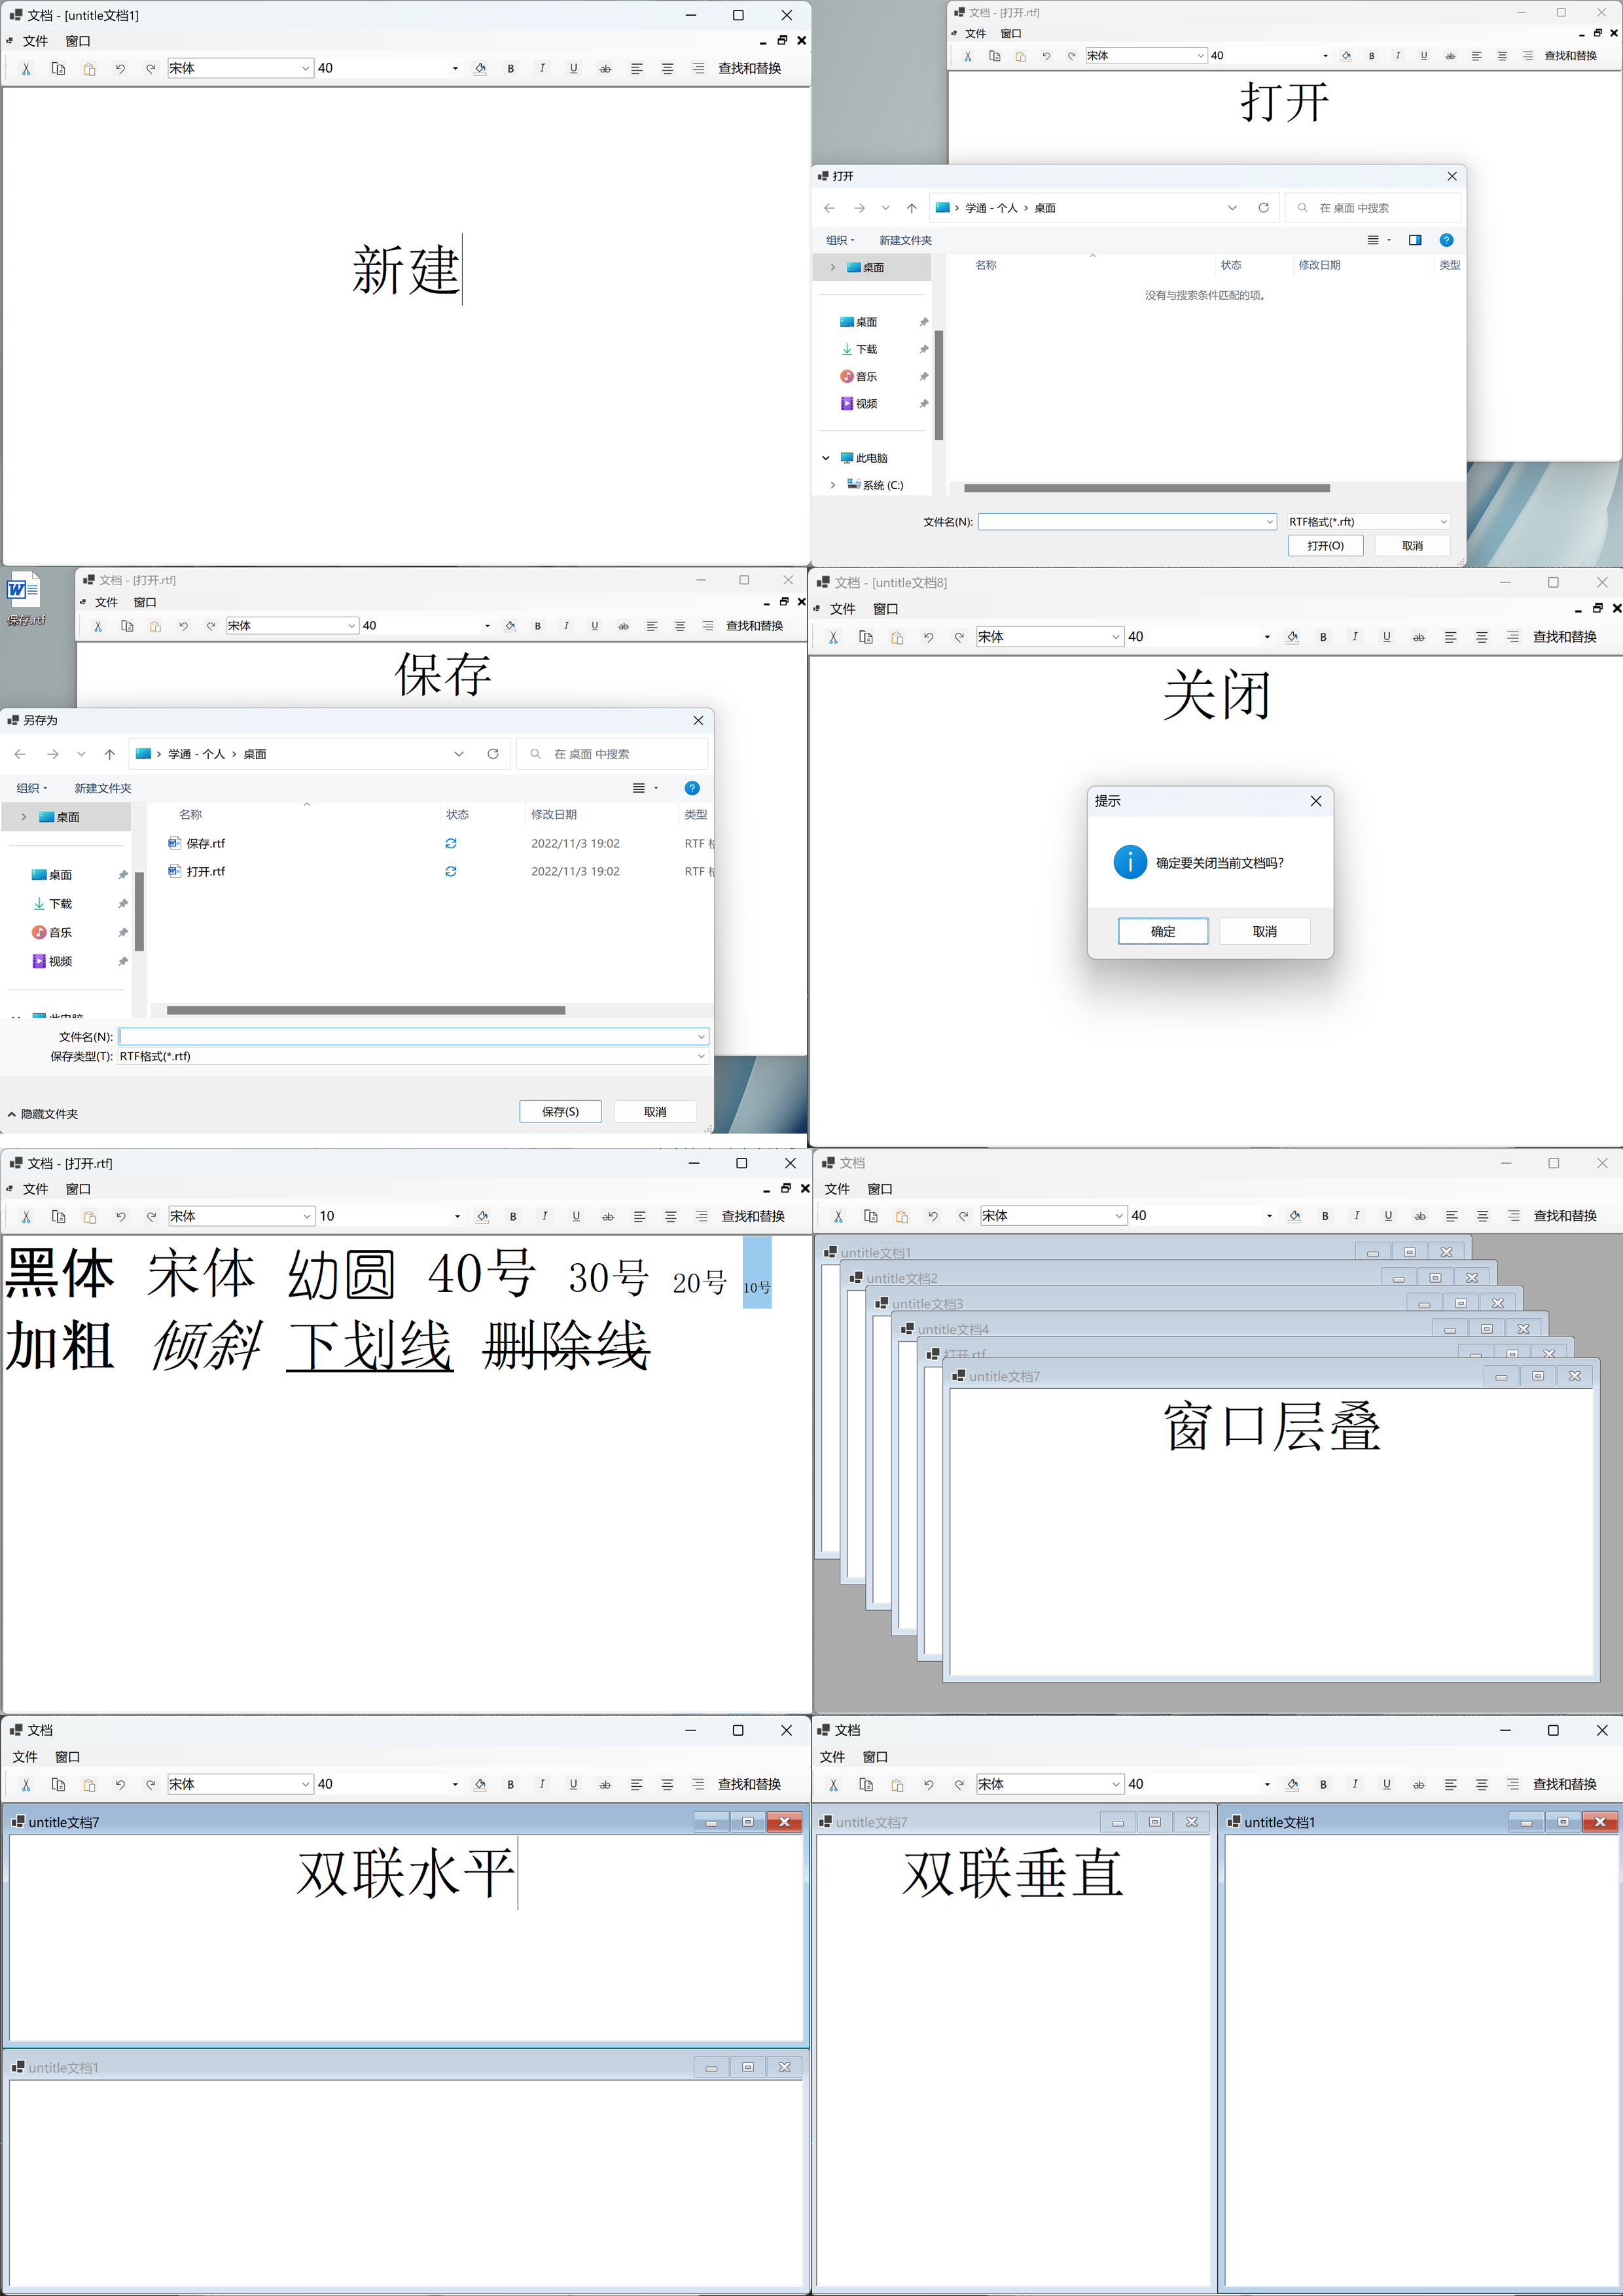 文档 - [untitle文档1]
文件 窗口
宋体 40 B I U ab 查找和替换
新建
文档 - [打开.rtf]
文件 窗口
宋体 40 B I U ab 查找和替换
打开
打开
学通 - 个人 › 桌面 在 桌面 中搜索
组织 新建文件夹
桌面 名称 状态 修改日期 类型
没有与搜索条件匹配的项。
桌面
下载
音乐
视频
此电脑
系统 (C:)
文件名(N): RTF格式(*.rft)
打开(O) 取消
保存.rtf
文档 - [打开.rtf]
文件 窗口
宋体 40 B I U ab 查找和替换
保存
另存为
学通 - 个人 › 桌面 在 桌面 中搜索
组织 新建文件夹
桌面 名称 状态 修改日期 类型
保存.rtf 2022/11/3 19:02 RTF
打开.rtf 2022/11/3 19:02 RTF
桌面
下载
音乐
视频
此电脑
文件名(N):
保存类型(T): RTF格式(*.rtf)
隐藏文件夹 保存(S) 取消
文档 - [untitle文档8]
文件 窗口
宋体 40 B I U ab 查找和替换
关闭
提示
确定要关闭当前文档吗?
确定 取消
文档 - [打开.rtf]
文件 窗口
宋体 10 B I U ab 查找和替换
黑体 宋体 幼圆 40号 30号 20号 10号
加粗 倾斜 下划线 删除线
文档
文件 窗口
宋体 40 B I U ab 查找和替换
untitle文档1
untitle文档2
untitle文档3
untitle文档4
打开.rtf
untitle文档7
窗口层叠
文档
文件 窗口
宋体 40 B I U ab 查找和替换
untitle文档7
双联水平
untitle文档1
文档
文件 窗口
宋体 40 B I U ab 查找和替换
untitle文档7 untitle文档1
双联垂直